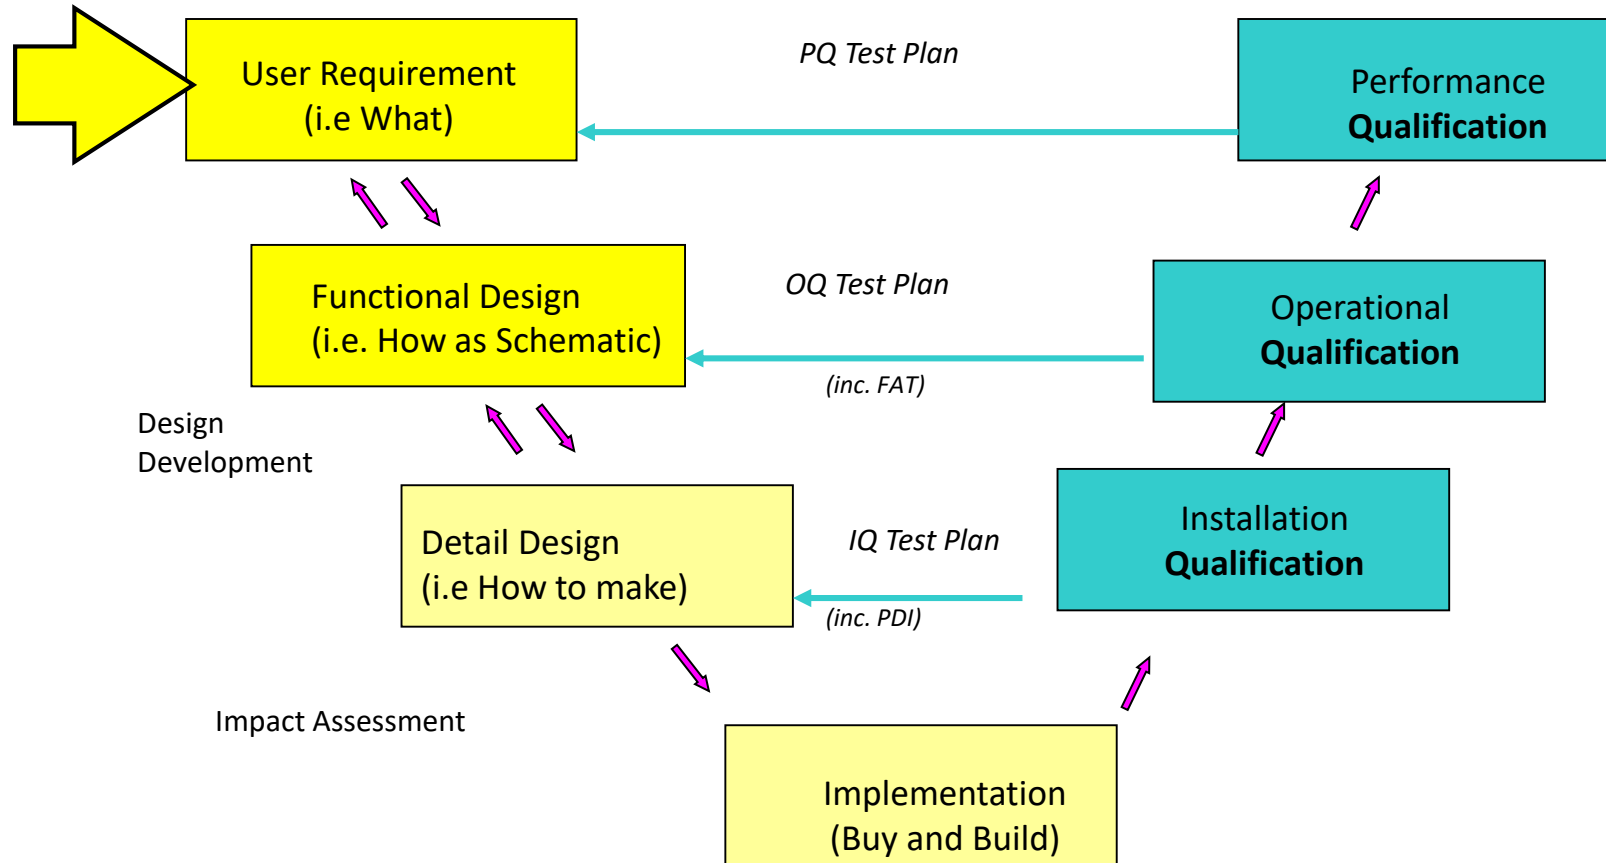 User Requirement
(i.e What)
PQ Test Plan
Performance
Qualification
Functional Design
(i.e. How as Schematic)
OQ Test Plan
(inc. FAT)
Operational
Qualification
Design
Development
Detail Design
(i.e How to make)
IQ Test Plan
(inc. PDI)
Installation
Qualification
Impact Assessment
Implementation
(Buy and Build)